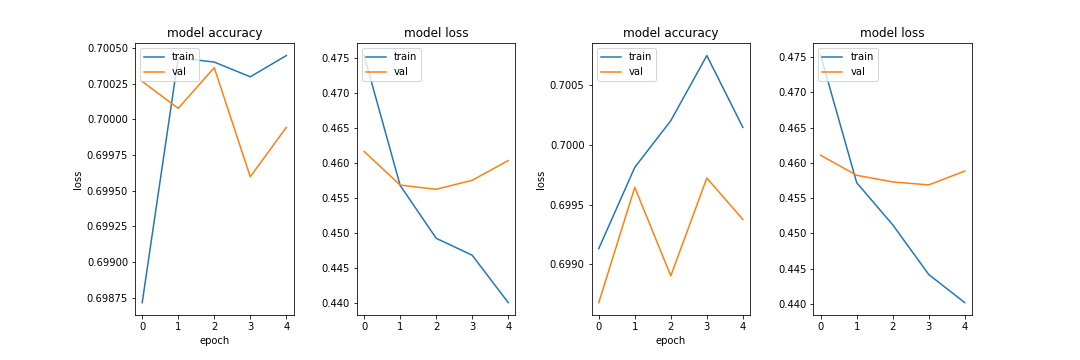 model accuracy
0.70050
0.70025
0.70000
0.69975
0.69950
0.69925
0.69900
0.69875
loss
train
val
0 1 2 3 4
epoch
model loss
0.475
0.470
0.465
0.460
0.455
0.450
0.445
0.440
train
val
0 1 2 3 4
model accuracy
0.7005
0.7000
0.6995
0.6990
loss
train
val
0 1 2 3 4
epoch
model loss
0.475
0.470
0.465
0.460
0.455
0.450
0.445
0.440
train
val
0 1 2 3 4